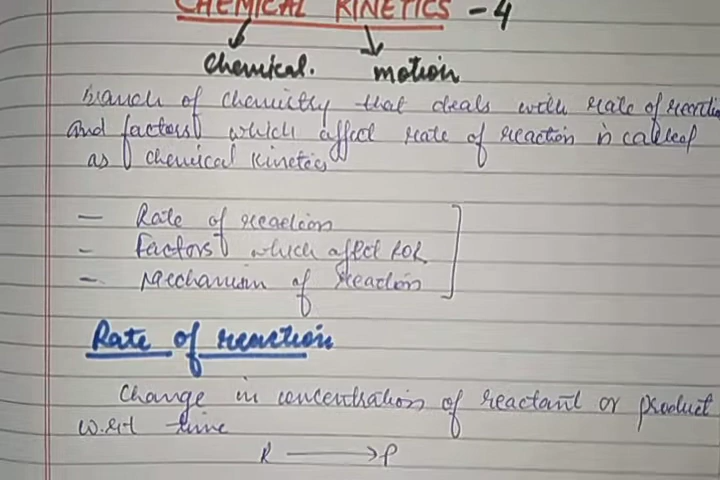 CHEMICAL KINETICS - 4
chemical. motion
branch of chemistry that deals with rate of reaction
and factors which affect rate of reaction is called
as chemical kinetics
- Rate of reaction
- factors which affect ROR
- Mechanism of reaction
Rate of reaction
change in concentration of reactant or product
w.r.t time
R → P